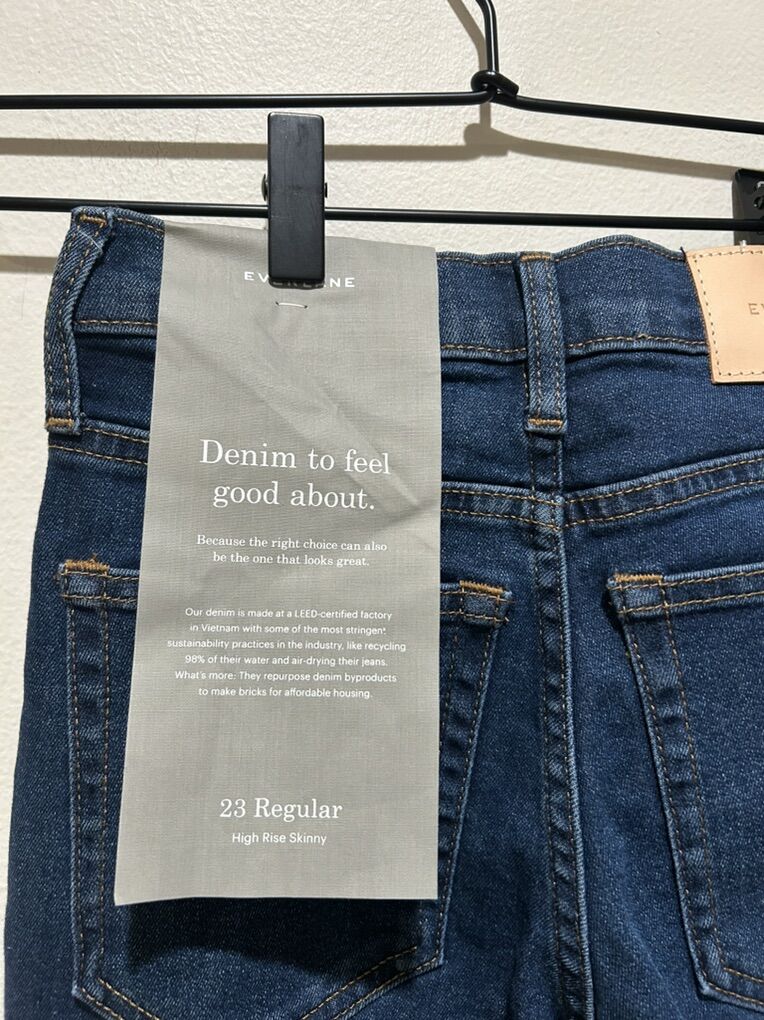 EVERLANE
Denim to feel
good about.
Because the right choice can also
be the one that looks great.
Our denim is made at a LEED-certified factory
in Vietnam with some of the most stringent
sustainability practices in the industry, like recycling
98% of their water and air-drying their jeans.
What's more: They repurpose denim byproducts
to make bricks for affordable housing.
23 Regular
High Rise Skinny